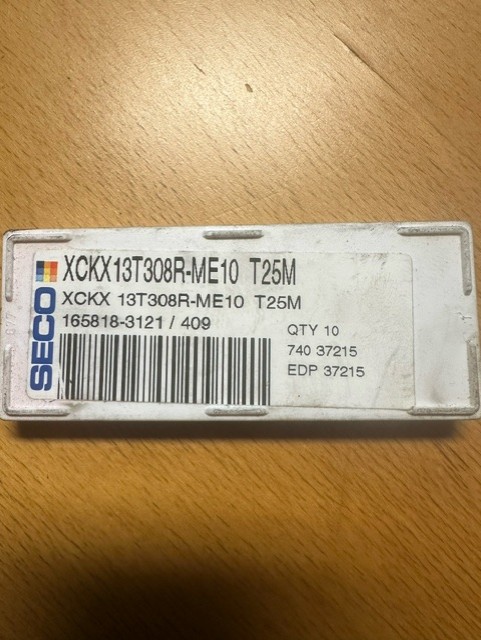 SECO
XCKX13T308R-ME10 T25M
XCKX 13T308R-ME10 T25M
165818-3121 / 409
QTY 10
740 37215
EDP 37215